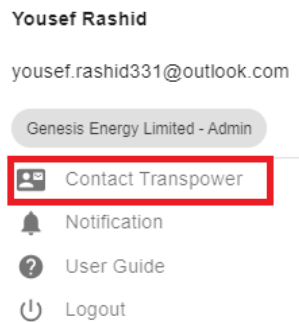 Yousef Rashid
yousef.rashid331@outlook.com
Genesis Energy Limited - Admin
Contact Transpower
Notification
User Guide
Logout